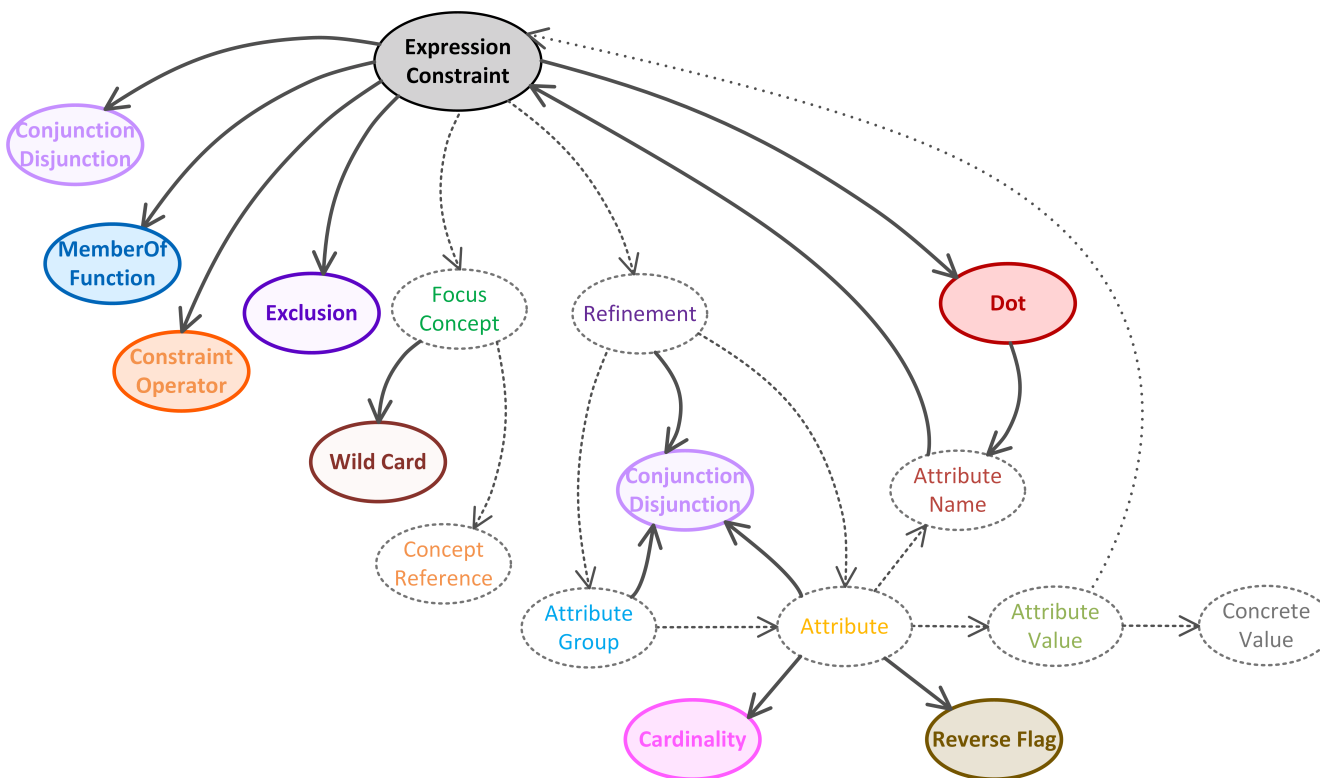 Expression
Constraint
Conjunction
Disjunction
MemberOf
Function
Constraint
Operator
Exclusion
Focus
Concept
Refinement
Dot
Wild Card
Concept
Reference
Conjunction
Disjunction
Attribute
Name
Attribute
Group
Attribute
Attribute
Value
Concrete
Value
Cardinality
Reverse Flag